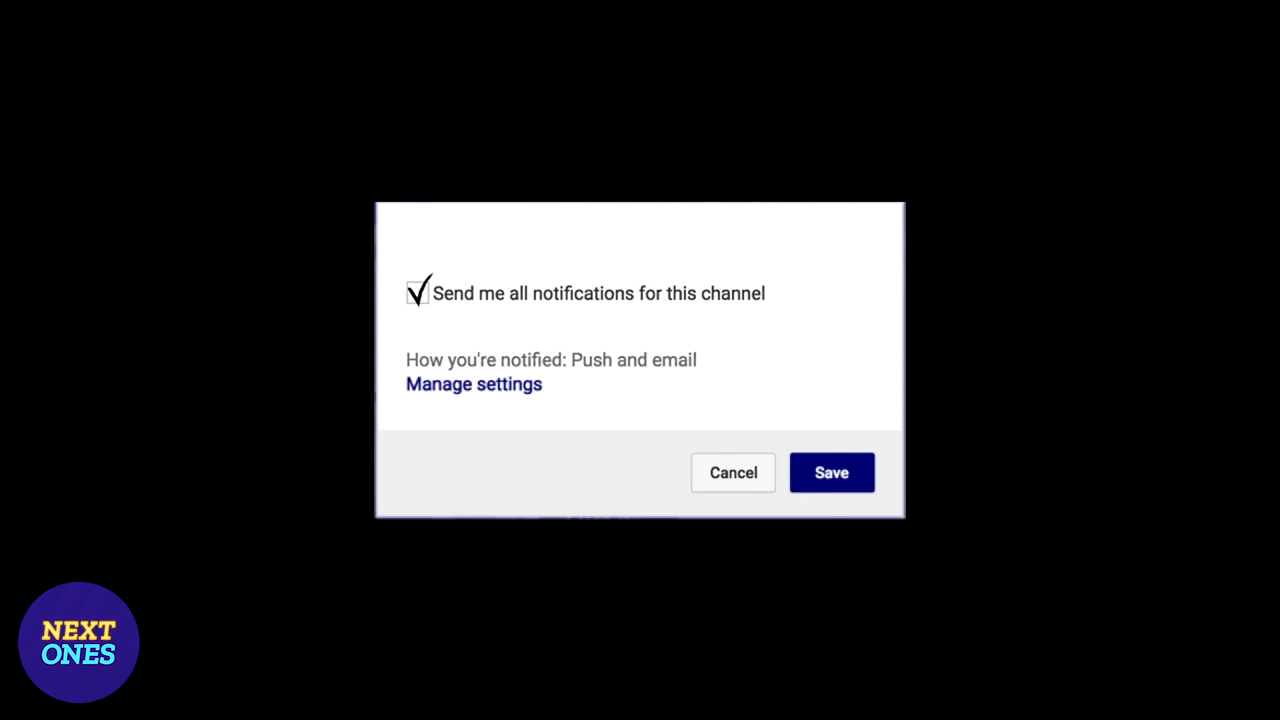 Send me all notifications for this channel
How you're notified: Push and email
Manage settings
Cancel
Save
NEXT
ONES